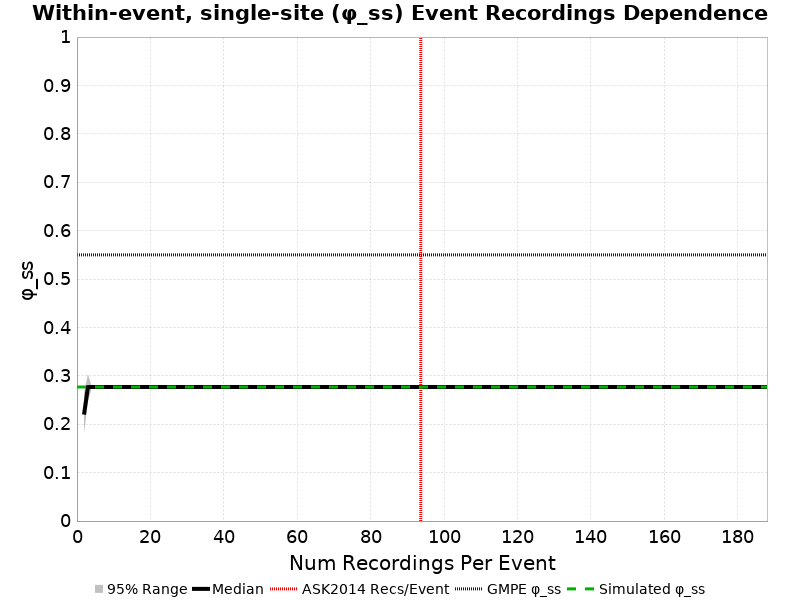 Within-event, single-site (φ_ss) Event Recordings Dependence
1
0.9
0.8
0.7
0.6
0.5
0.4
0.3
0.2
0.1
0
φ_ss
0 20 40 60 80 100 120 140 160 180
Num Recordings Per Event
95% Range Median ASK2014 Recs/Event GMPE φ_ss Simulated φ_ss